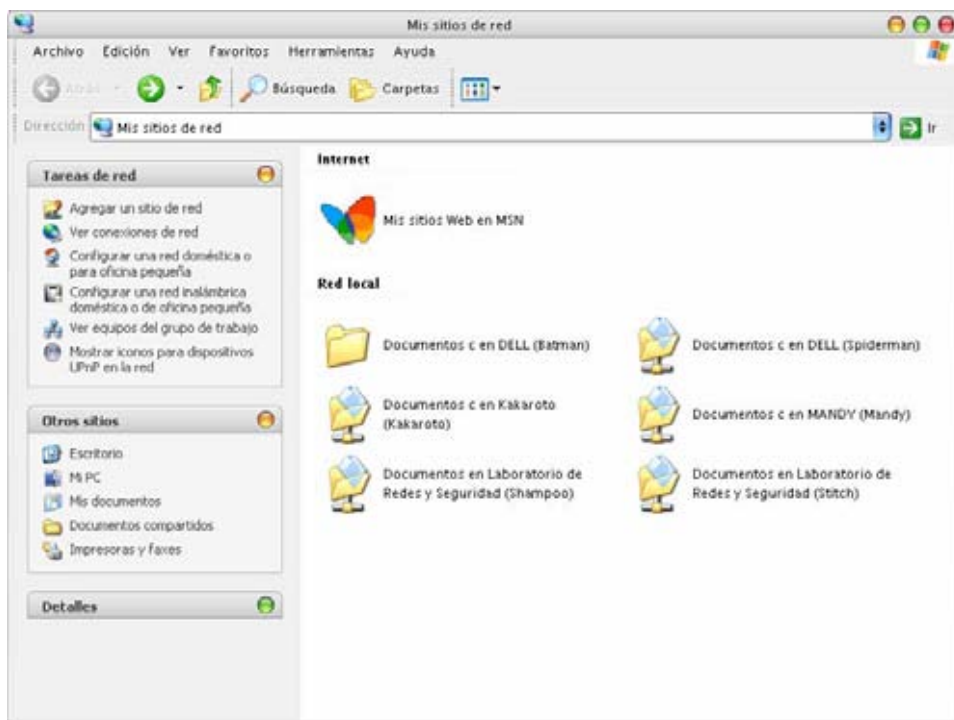 Mis sitios de red
Archivo Edición Ver Favoritos Herramientas Ayuda
Atrás Búsqueda Carpetas
Dirección Mis sitios de red Ir
Tareas de red
Agregar un sitio de red
Ver conexiones de red
Configurar una red doméstica o
para oficina pequeña
Configurar una red inalámbrica
doméstica o de oficina pequeña
Ver equipos del grupo de trabajo
Mostrar iconos para dispositivos
UPnP en la red
Otros sitios
Escritorio
Mi PC
Mis documentos
Documentos compartidos
Impresoras y faxes
Detalles
Internet
Mis sitios Web en MSN
Red local
Documentos c en DELL (Batman)
Documentos c en DELL (Spiderman)
Documentos c en Kakaroto
(Kakaroto)
Documentos c en MANDY (Mandy)
Documentos en Laboratorio de
Redes y Seguridad (Shampoo)
Documentos en Laboratorio de
Redes y Seguridad (Stitch)